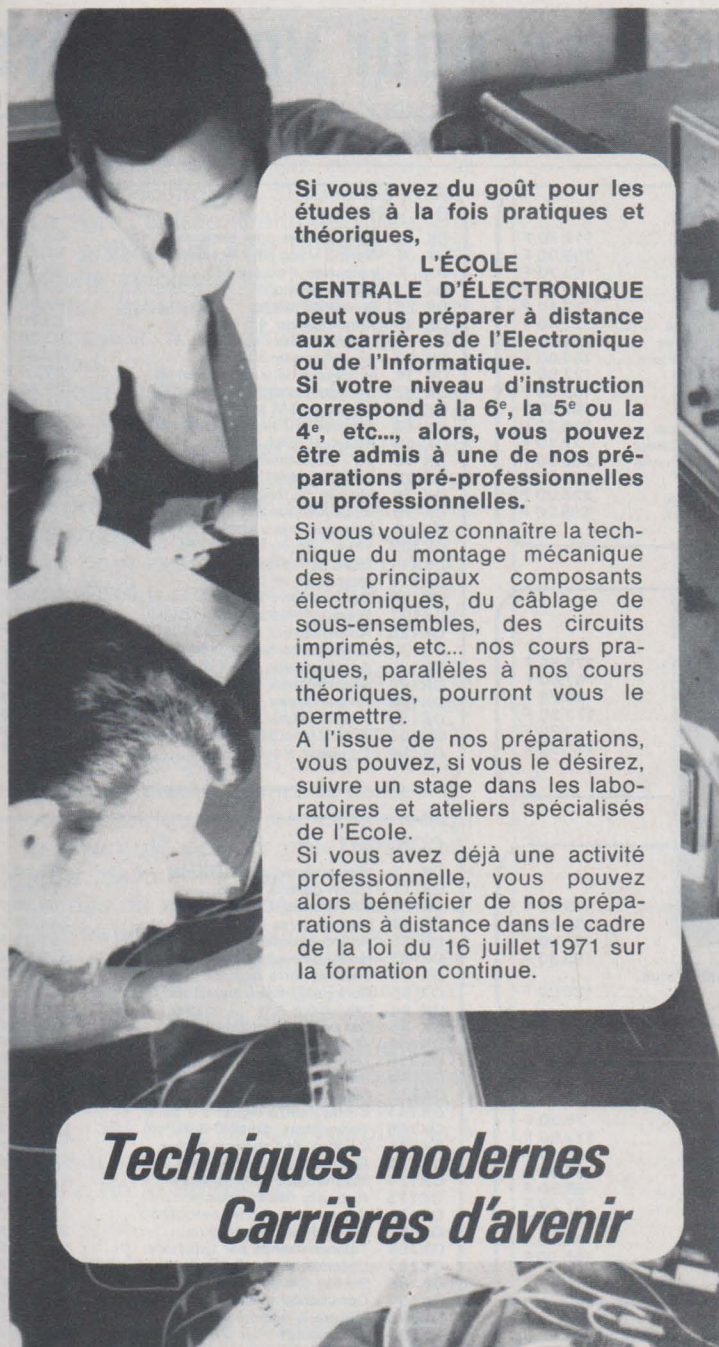 Si vous avez du goût pour les
études à la fois pratiques et
théoriques,
L'ÉCOLE
CENTRALE D'ÉLECTRONIQUE
peut vous préparer à distance
aux carrières de l'Electronique
ou de l'Informatique.
Si votre niveau d'instruction
correspond à la 6e, la 5e ou la
4e, etc..., alors, vous pouvez
être admis à une de nos pré-
parations pré-professionnelles
ou professionnelles.
Si vous voulez connaître la tech-
nique du montage mécanique
des principaux composants
électroniques, du câblage de
sous-ensembles, des circuits
imprimés, etc... nos cours pra-
tiques, parallèles à nos cours
théoriques, pourront vous le
permettre.
A l'issue de nos préparations,
vous pouvez, si vous le désirez,
suivre un stage dans les labo-
ratoires et ateliers spécialisés
de l'Ecole.
Si vous avez déjà une activité
professionnelle, vous pouvez
alors bénéficier de nos prépa-
rations à distance dans le cadre
de la loi du 16 juillet 1971 sur
la formation continue.
Techniques modernes
Carrières d'avenir